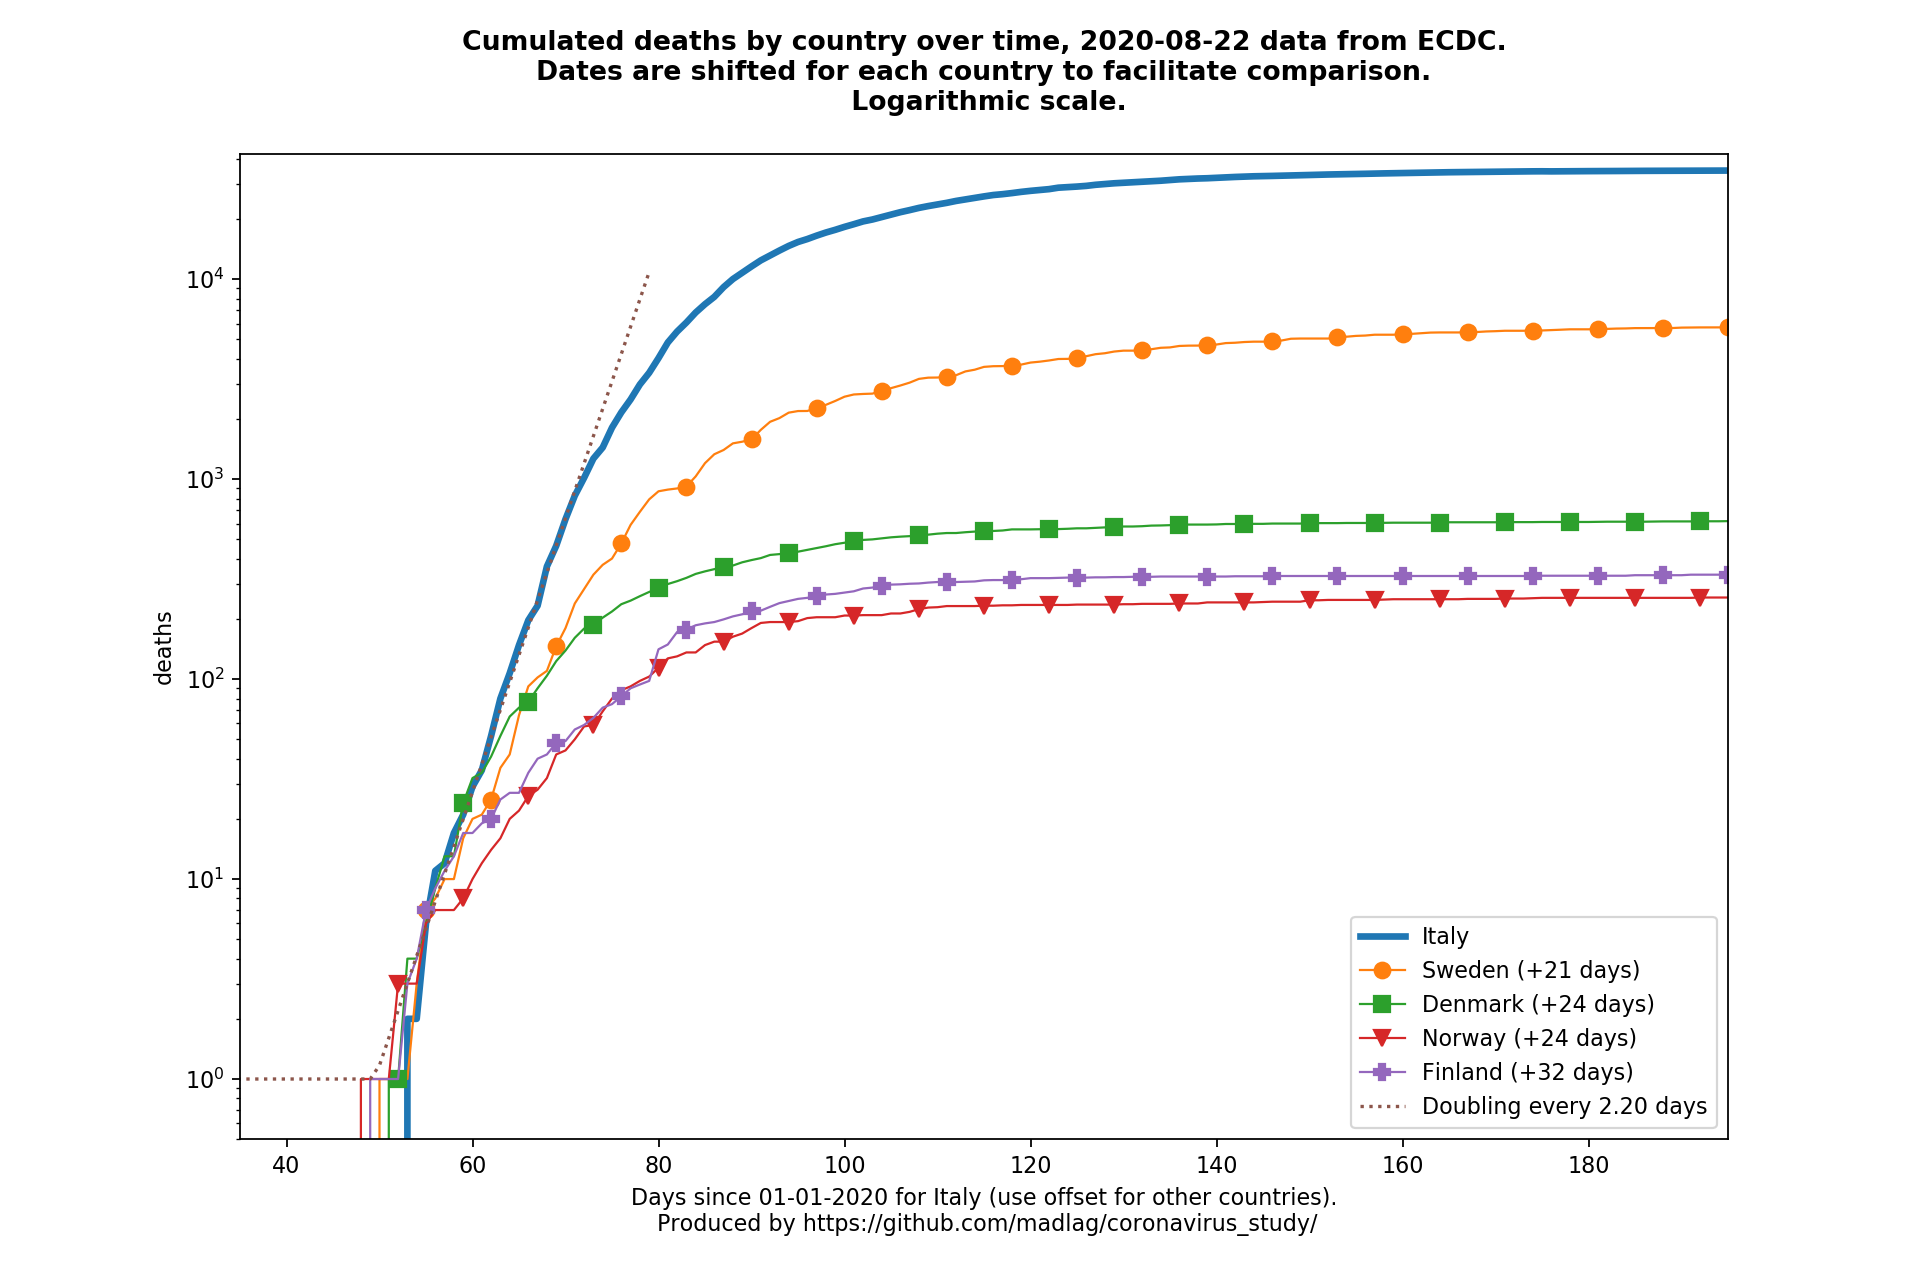 Cumulated deaths by country over time, 2020-08-22 data from ECDC.
Dates are shifted for each country to facilitate comparison.
Logarithmic scale.
deaths
10⁴
10³
10²
10¹
10⁰
40 60 80 100 120 140 160 180
Italy
Sweden (+21 days)
Denmark (+24 days)
Norway (+24 days)
Finland (+32 days)
Doubling every 2.20 days
Days since 01-01-2020 for Italy (use offset for other countries).
Produced by https://github.com/madlag/coronavirus_study/